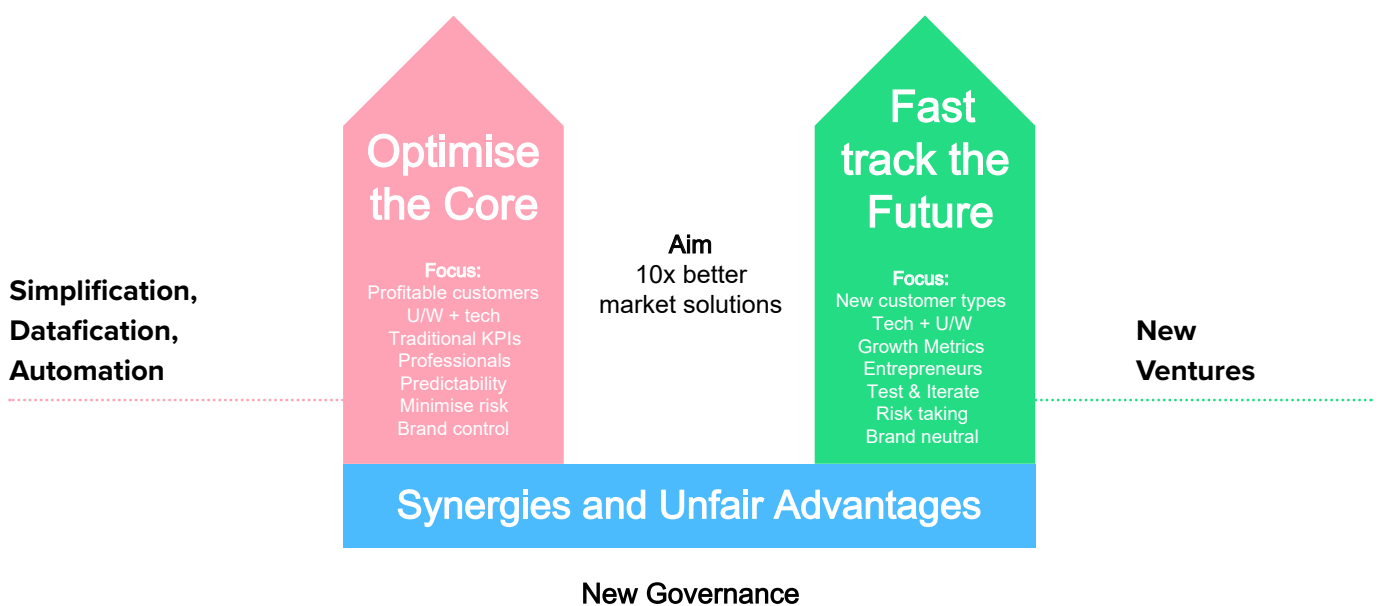 Optimise
the Core
Focus:
Profitable customers
U/W + tech
Traditional KPIs
Professionals
Predictability
Minimise risk
Brand control
Simplification,
Datafication,
Automation
Aim
10x better
market solutions
Fast
track the
Future
Focus:
New customer types
Tech + U/W
Growth Metrics
Entrepreneurs
Test & Iterate
Risk taking
Brand neutral
New
Ventures
Synergies and Unfair Advantages
New Governance